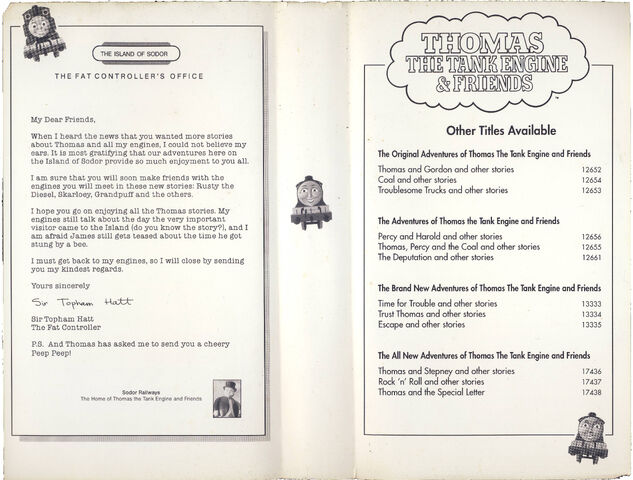 THE ISLAND OF SODOR
THE FAT CONTROLLER'S OFFICE
My Dear Friends,
When I heard the news that you wanted more stories
about Thomas and all my engines, I could not believe my
ears. It is most gratifying that our adventures here on
the Island of Sodor provide so much enjoyment to you all.
I am sure that you will soon make friends with the
engines you will meet in these new stories: Rusty the
Diesel, Skarloey, Grandpuff and the others.
I hope you go on enjoying all the Thomas stories. My
engines still talk about the day the very important
visitor came to the Island (do you know the story?), and I
am afraid James still gets teased about the time he got
stung by a bee.
I must get back to my engines, so I will close by sending
you my kindest regards.
Yours sincerely
Sir Topham Hatt
Sir Topham Hatt
The Fat Controller
P.S. And Thomas has asked me to send you a cheery
Peep Peep!
Sodor Railways
The Home of Thomas the Tank Engine and Friends
THOMAS
THE TANK ENGINE
& FRIENDS
™
Other Titles Available
The Original Adventures of Thomas The Tank Engine and Friends
Thomas and Gordon and other stories 12652
Coal and other stories 12654
Troublesome Trucks and other stories 12653
The Adventures of Thomas the Tank Engine and Friends
Percy and Harold and other stories 12656
Thomas, Percy and the Coal and other stories 12655
The Deputation and other stories 12661
The Brand New Adventures of Thomas The Tank Engine and Friends
Time for Trouble and other stories 13333
Trust Thomas and other stories 13334
Escape and other stories 13335
The All New Adventures of Thomas The Tank Engine and Friends
Thomas and Stepney and other stories 17436
Rock 'n' Roll and other stories 17437
Thomas and the Special Letter 17438